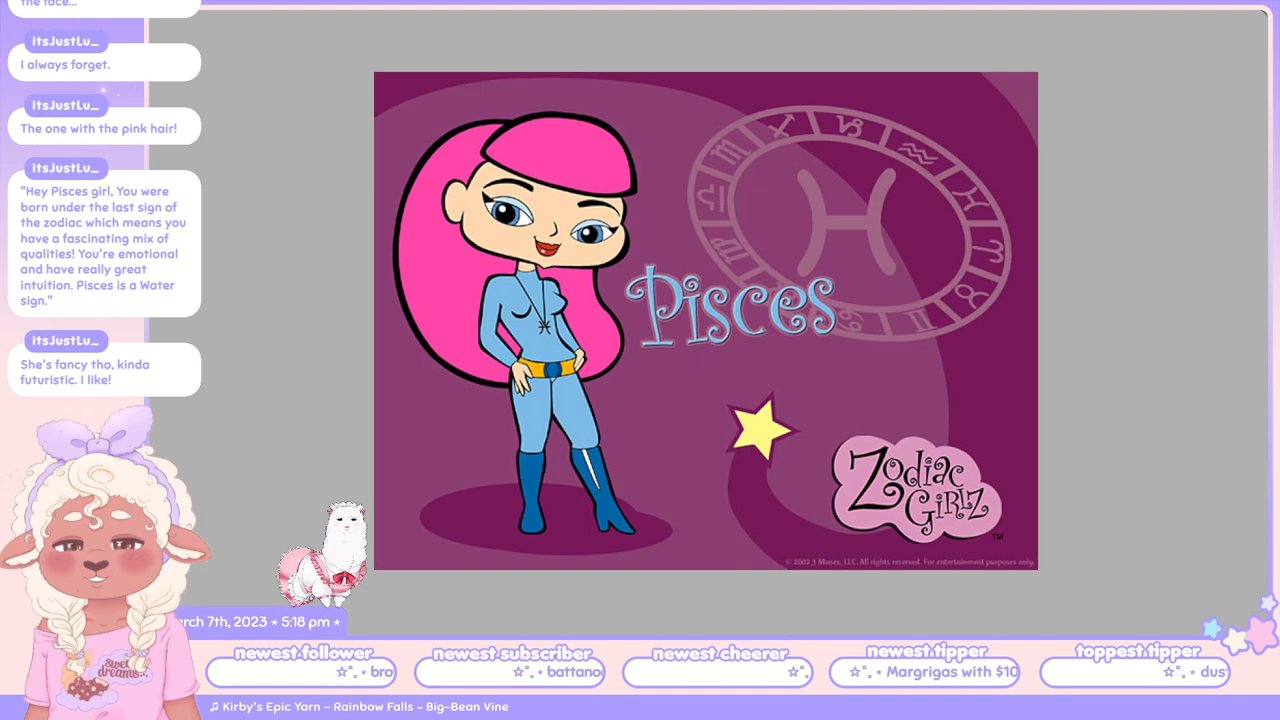 the face...
itsJustLu_
I always forget.
itsJustLu_
The one with the pink hair!
itsJustLu_
"Hey Pisces girl, You were
born under the last sign of
the zodiac which means you
have a fascinating mix of
qualities! You're emotional
and have really great
intuition. Pisces is a Water
sign."
itsJustLu_
She's fancy tho, kinda
futuristic. I like!
Pisces
Zodiac
Girlz
TM
© 2002 3 Muses, LLC. All rights reserved. For entertainment purposes only.
sweet
dreams...
rch 7th, 2023 ⋆ 5:18 pm ⋆
newest follower
☆°｡⋆ bro
newest subscriber
☆°｡⋆ battano
newest cheerer
☆°｡
newest tipper
☆°｡⋆ Margrigas with $10
toppest tipper
☆°｡⋆ dus
♫ Kirby's Epic Yarn - Rainbow Falls - Big-Bean Vine